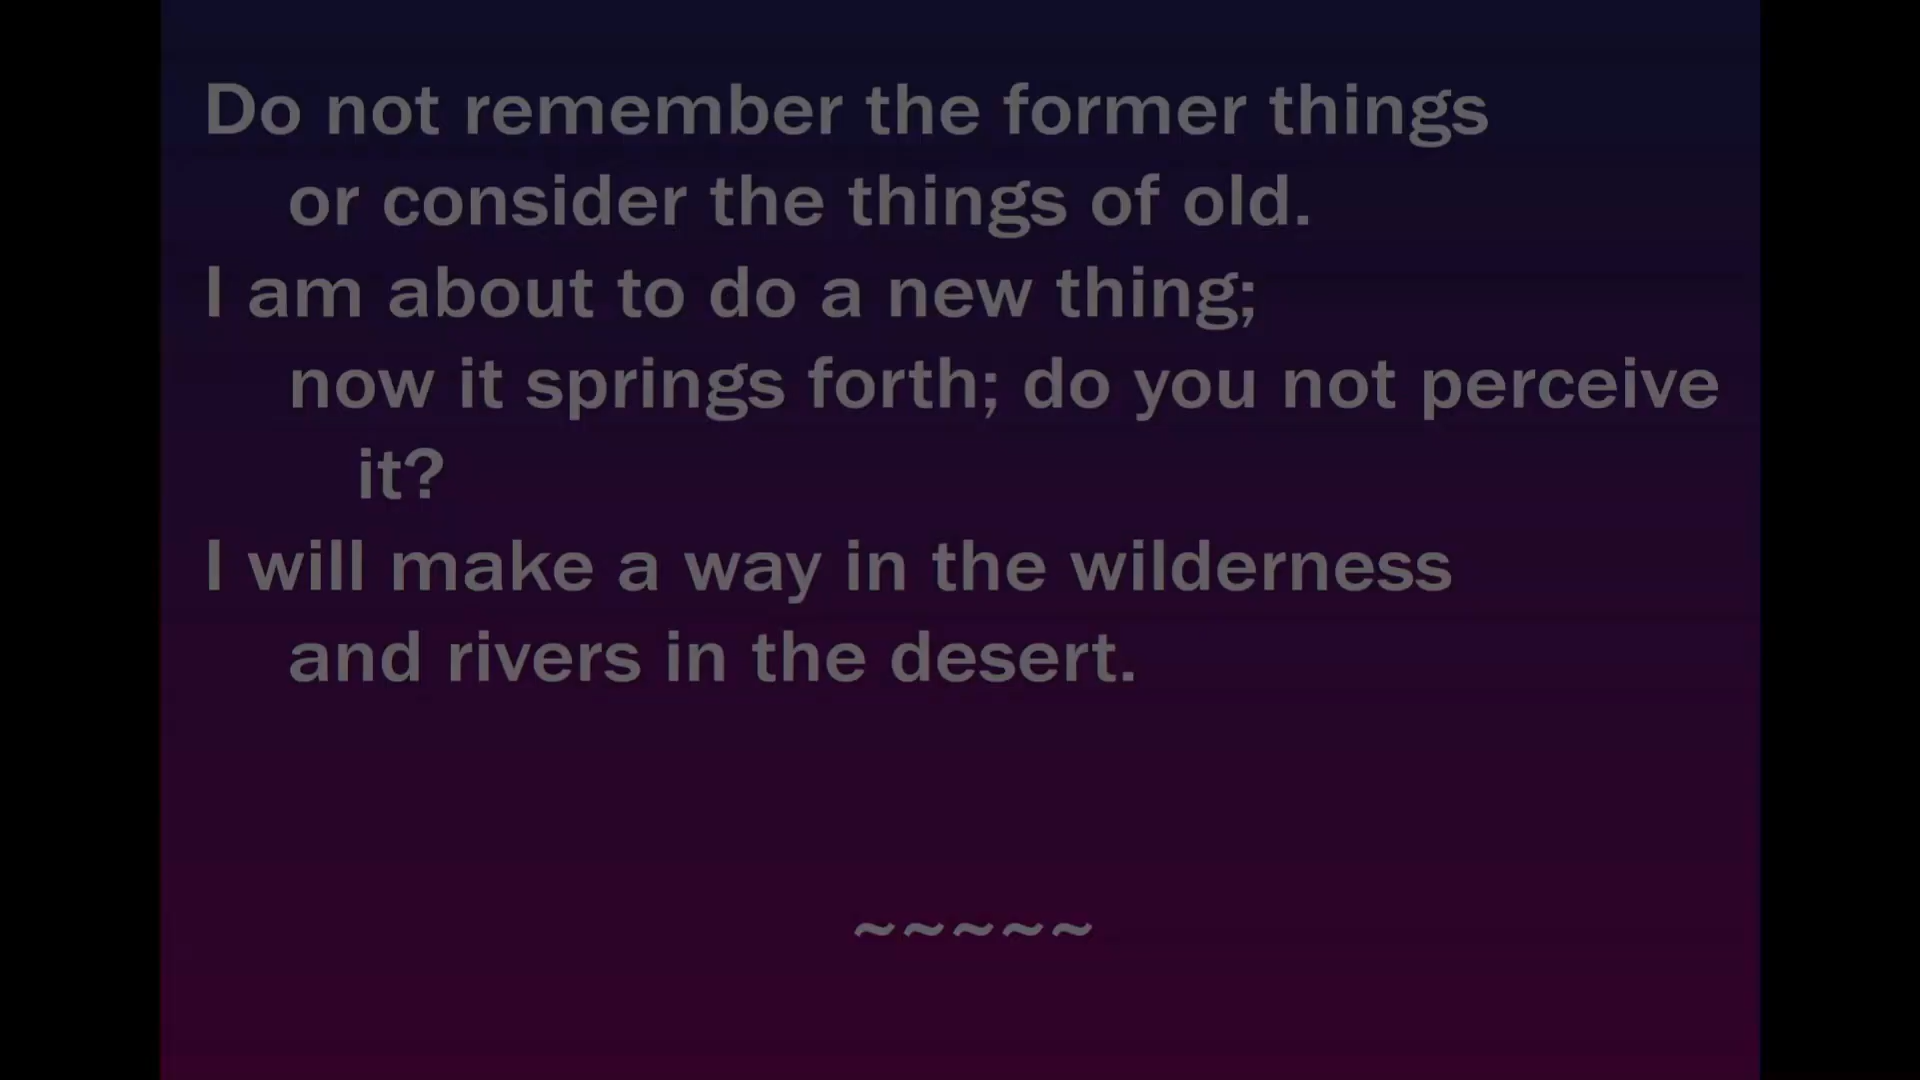 Do not remember the former things
or consider the things of old.
I am about to do a new thing;
now it springs forth; do you not perceive
it?
I will make a way in the wilderness
and rivers in the desert.
~~~~~